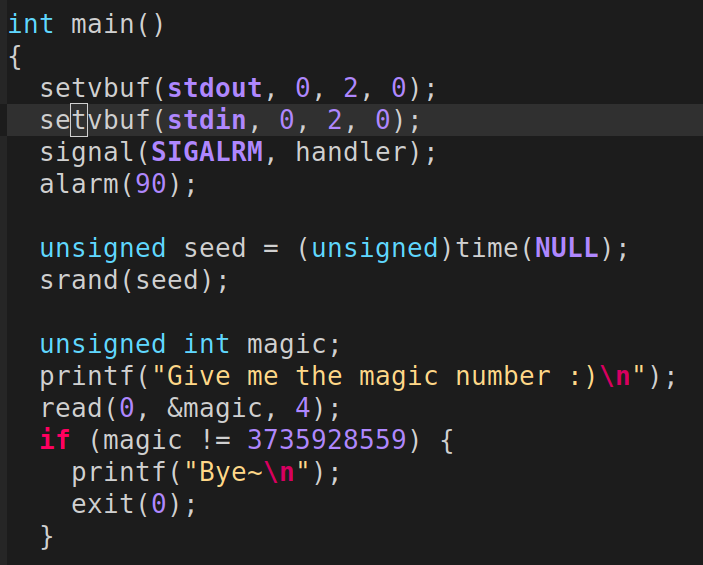 int main()
{
  setvbuf(stdout, 0, 2, 0);
  setvbuf(stdin, 0, 2, 0);
  signal(SIGALRM, handler);
  alarm(90);

  unsigned seed = (unsigned)time(NULL);
  srand(seed);

  unsigned int magic;
  printf("Give me the magic number :)\n");
  read(0, &magic, 4);
  if (magic != 3735928559) {
    printf("Bye~\n");
    exit(0);
  }